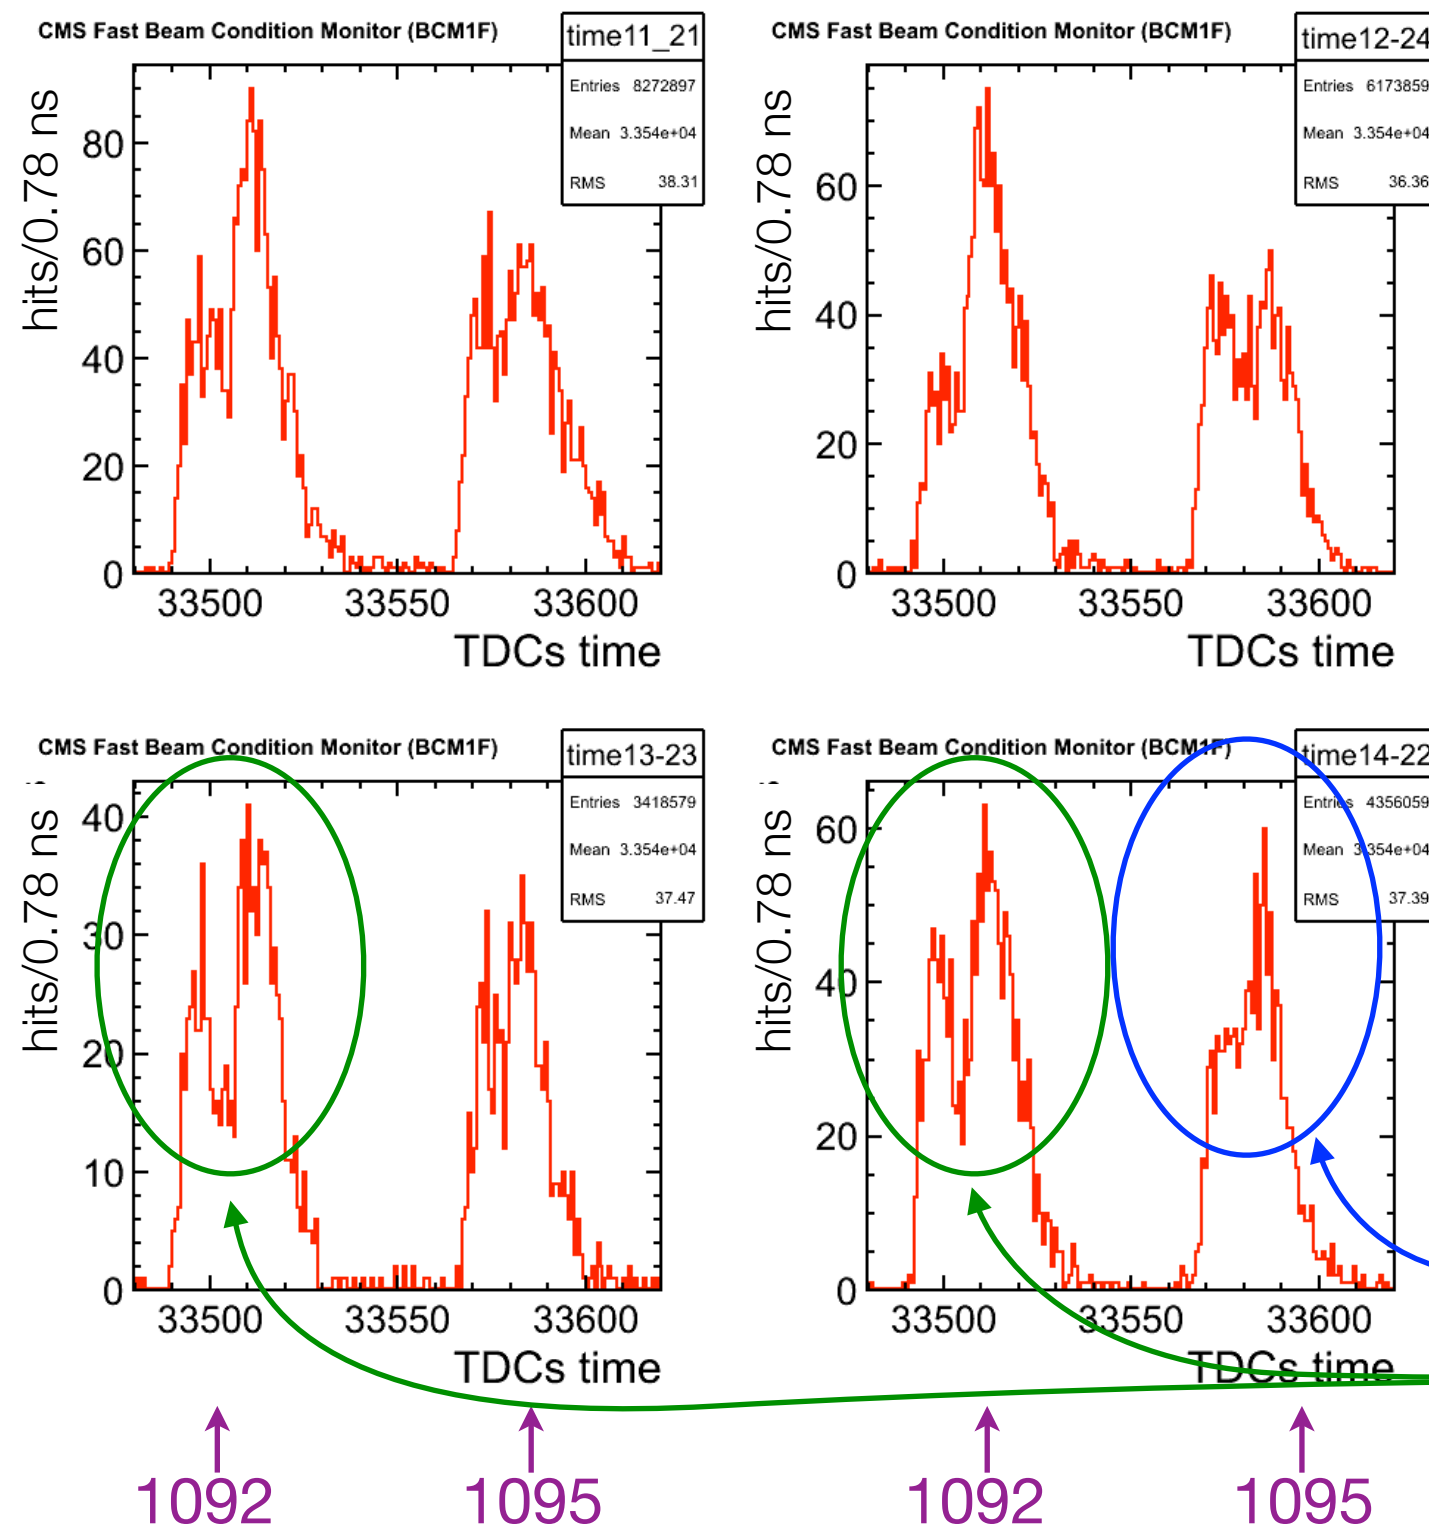 CMS Fast Beam Condition Monitor (BCM1F)
time11_21
Entries 8272897
Mean 3.354e+04
RMS 38.31
hits/0.78 ns
80
60
40
20
0
33500 33550 33600
TDCs time
CMS Fast Beam Condition Monitor (BCM1F)
time12-24
Entries 6173859
Mean 3.354e+04
RMS 36.36
hits/0.78 ns
60
40
20
0
33500 33550 33600
TDCs time
CMS Fast Beam Condition Monitor (BCM1F)
time13-23
Entries 3418579
Mean 3.354e+04
RMS 37.47
hits/0.78 ns
40
30
20
10
0
33500 33550 33600
TDCs time
CMS Fast Beam Condition Monitor (BCM1F)
time14-22
Entries 4356059
Mean 3.354e+04
RMS 37.39
hits/0.78 ns
60
40
20
0
33500 33550 33600
TDCs time
1092 1095 1092 1095